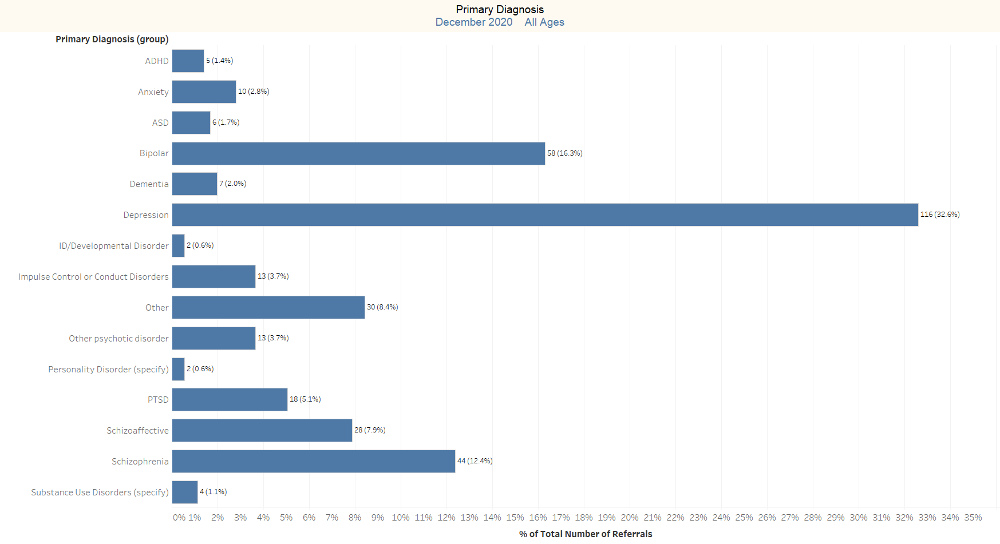 Primary Diagnosis
December 2020 All Ages
Primary Diagnosis (group)
ADHD 5 (1.4%)
Anxiety 10 (2.8%)
ASD 6 (1.7%)
Bipolar 58 (16.3%)
Dementia 7 (2.0%)
Depression 116 (32.6%)
ID/Developmental Disorder 2 (0.6%)
Impulse Control or Conduct Disorders 13 (3.7%)
Other 30 (8.4%)
Other psychotic disorder 13 (3.7%)
Personality Disorder (specify) 2 (0.6%)
PTSD 18 (5.1%)
Schizoaffective 28 (7.9%)
Schizophrenia 44 (12.4%)
Substance Use Disorders (specify) 4 (1.1%)
0% 1% 2% 3% 4% 5% 6% 7% 8% 9% 10% 11% 12% 13% 14% 15% 16% 17% 18% 19% 20% 21% 22% 23% 24% 25% 26% 27% 28% 29% 30% 31% 32% 33% 34% 35%
% of Total Number of Referrals